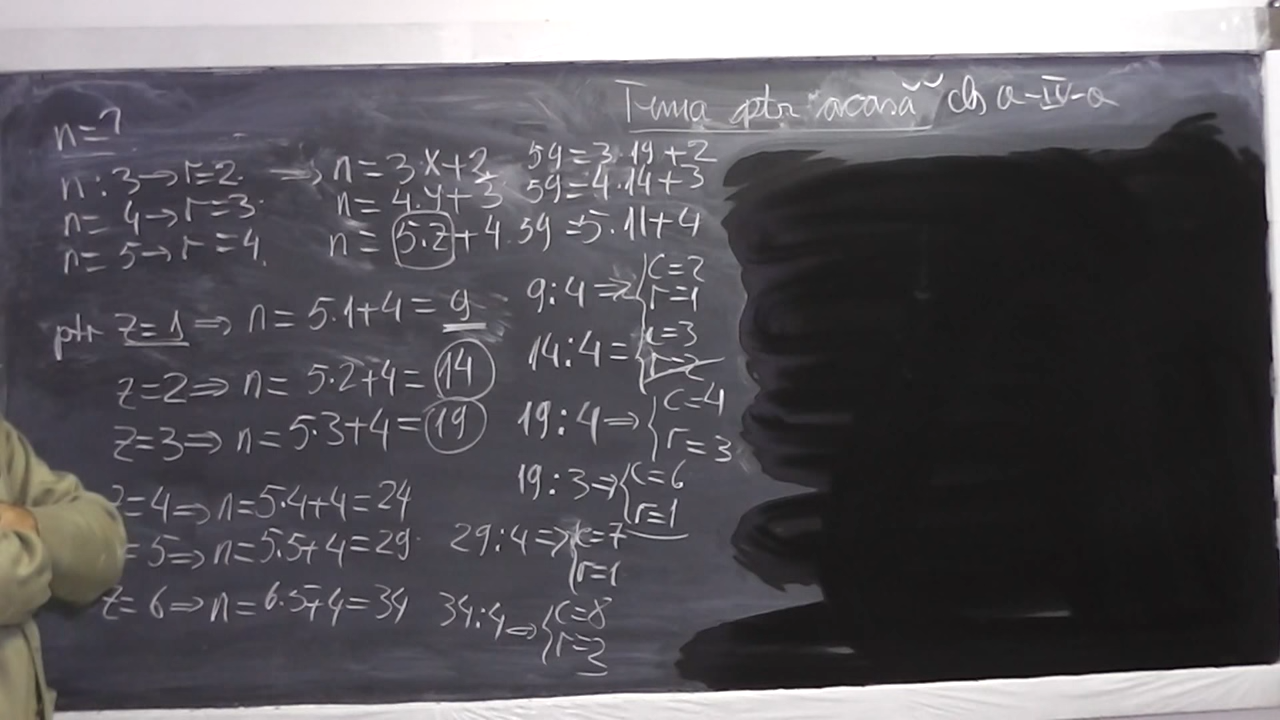 Tema ptr acasă cls a-IV-a
n=?
n:3→r=2. → n=3x+2 59=3·19+2
n= 4→r=3. n=4.y+3 59=4·14+3
n= 5→r=4. n= 5.z+4. 59=5·11+4
ptr z=1 ⇒ n=5.1+4=9 9:4⇒{c=2 r=1
z=2⇒n= 5.2+4=14 14:4={c=3 r=2
z=3⇒n=5·3+4=19 19:4⇒{c=4 r=3
19:3⇒{c=6 r=1
z=4⇒n=5.4+4=24
=5⇒n=5.5+4=29 29:4⇒{c=7 r=1
z=6⇒n=6.5+4=34 34:4⇒{c=8 r=2